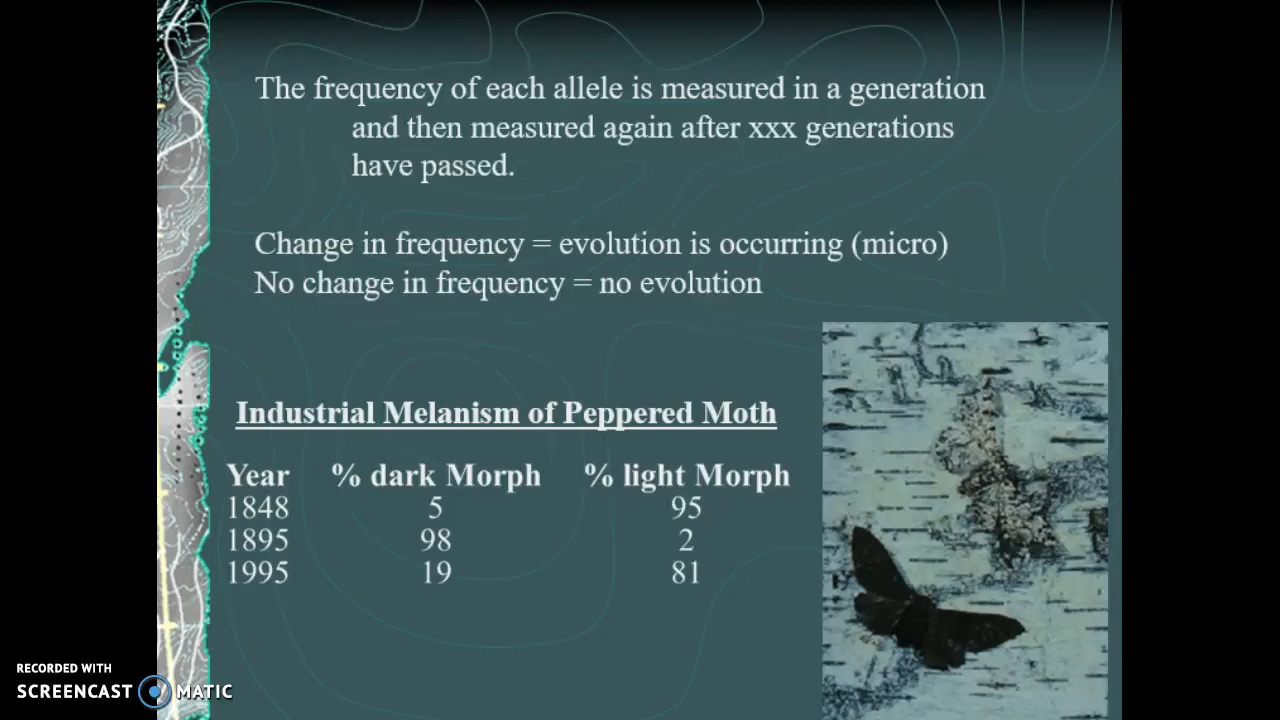 The frequency of each allele is measured in a generation
and then measured again after xxx generations
have passed.
Change in frequency = evolution is occurring (micro)
No change in frequency = no evolution
Industrial Melanism of Peppered Moth
Year % dark Morph % light Morph
1848 5 95
1895 98 2
1995 19 81
RECORDED WITH
SCREENCAST MATIC